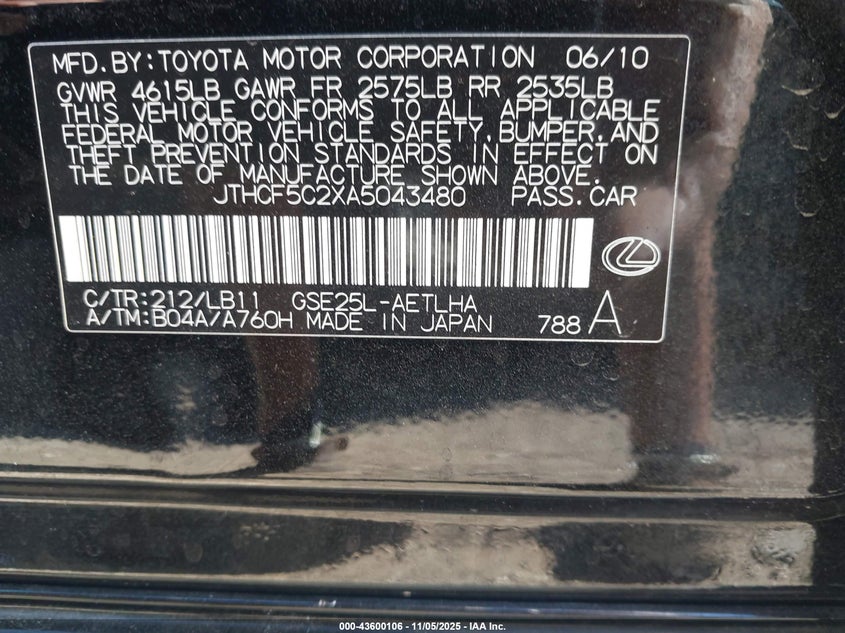 MFD.BY:TOYOTA MOTOR CORPORATION 06/10
GVWR 4615LB GAWR FR 2575LB RR 2535LB
THIS VEHICLE CONFORMS TO ALL APPLICABLE
FEDERAL MOTOR VEHICLE SAFETY, BUMPER, AND
THEFT PREVENTION STANDARDS IN EFFECT ON
THE DATE OF MANUFACTURE SHOWN ABOVE.
JTHCF5C2XA5043480 PASS.CAR
C/TR:212/LB11 GSE25L-AETLHA
A/TM:B04A/A760H MADE IN JAPAN 788 A
000-43600106 - 11/05/2025 - IAA Inc.